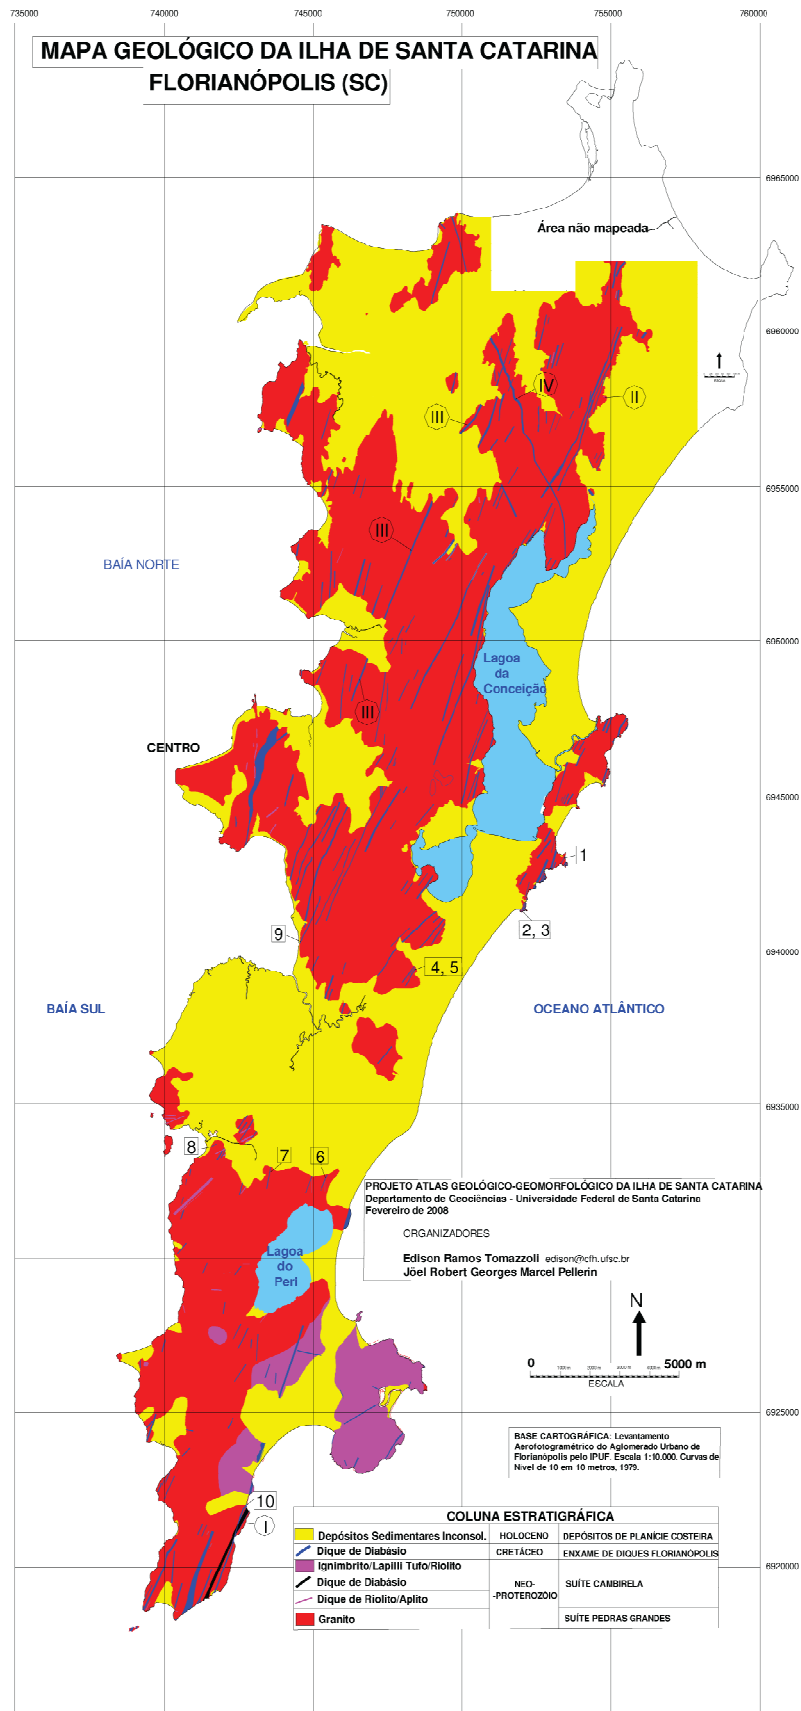 735000 740000 745000 750000 755000 760000
MAPA GEOLÓGICO DA ILHA DE SANTA CATARINA
FLORIANÓPOLIS (SC)
6965000
Área não mapeada
6960000
ESCALA
IV
II
III
6955000
III
BAÍA NORTE
6950000
Lagoa
da
Conceição
III
CENTRO
6945000
1
2, 3
9
4, 5
6940000
BAÍA SUL
OCEANO ATLÂNTICO
6935000
8
7
6
PROJETO ATLAS GEOLÓGICO-GEOMORFOLÓGICO DA ILHA DE SANTA CATARINA
Departamento de Geociências - Universidade Federal de Santa Catarina
Fevereiro de 2008
ORGANIZADORES
Edison Ramos Tomazzoli edison@cfh.ufsc.br
Jöel Robert Georges Marcel Pellerin
Lagoa
do
Peri
N
0 1000 m 2000 m 3000 m 4000 m 5000 m
ESCALA
6925000
BASE CARTOGRÁFICA: Levantamento
Aerofotogramétrico do Aglomerado Urbano de
Florianópolis pelo IPUF. Escala 1:10.000. Curvas de
Nível de 10 em 10 metros, 1979.
10
I
COLUNA ESTRATIGRÁFICA
Depósitos Sedimentares Inconsol. HOLOCENO DEPÓSITOS DE PLANÍCIE COSTEIRA
Dique de Diabásio CRETÁCEO ENXAME DE DIQUES FLORIANÓPOLIS
Ignimbrito/Lapilli Tufo/Riolito
Dique de Diabásio NEO- SUÍTE CAMBIRELA
-PROTEROZÓIO
Dique de Riolito/Aplito
Granito SUÍTE PEDRAS GRANDES
6920000